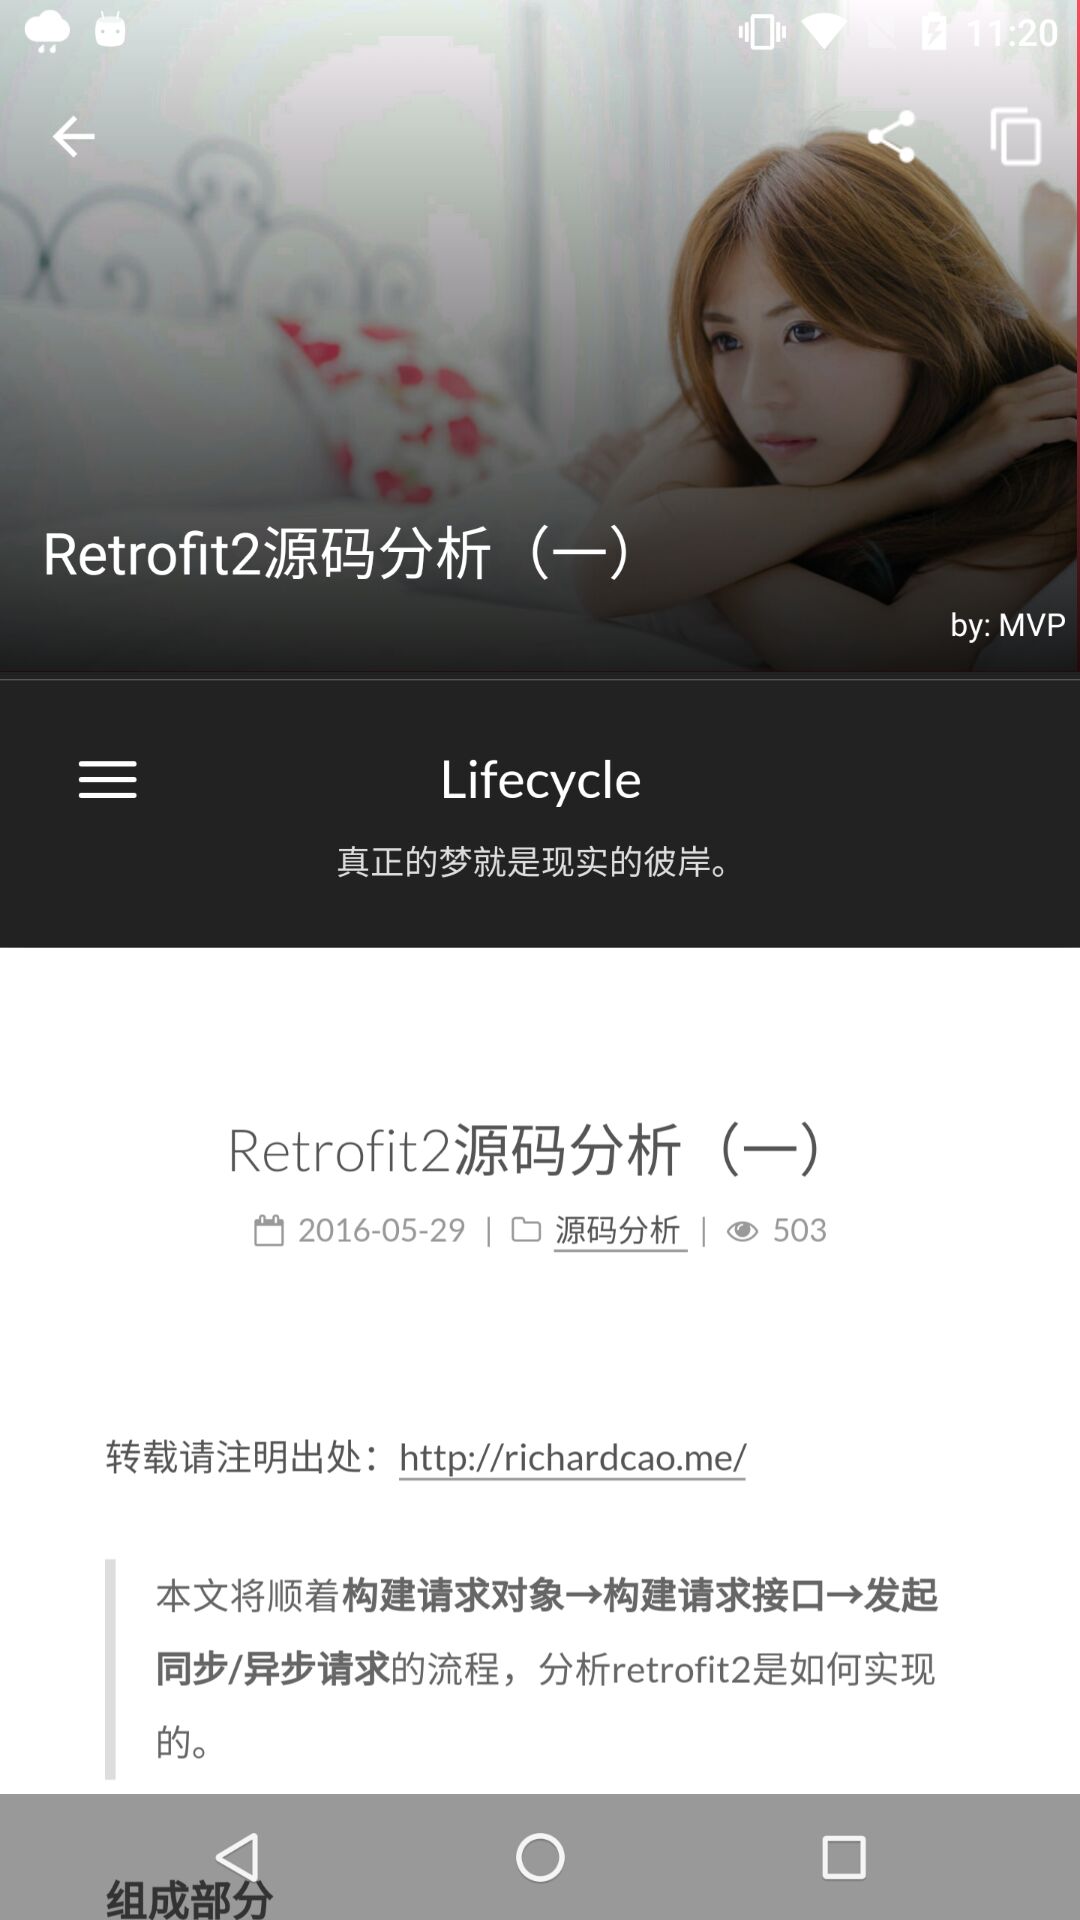 11:20
Retrofit2源码分析（一）
by: MVP
Lifecycle
真正的梦就是现实的彼岸。
Retrofit2源码分析（一）
2016-05-29 | 源码分析 | 503
转载请注明出处：http://richardcao.me/
本文将顺着构建请求对象→构建请求接口→发起
同步/异步请求的流程，分析retrofit2是如何实现
的。
组成部分